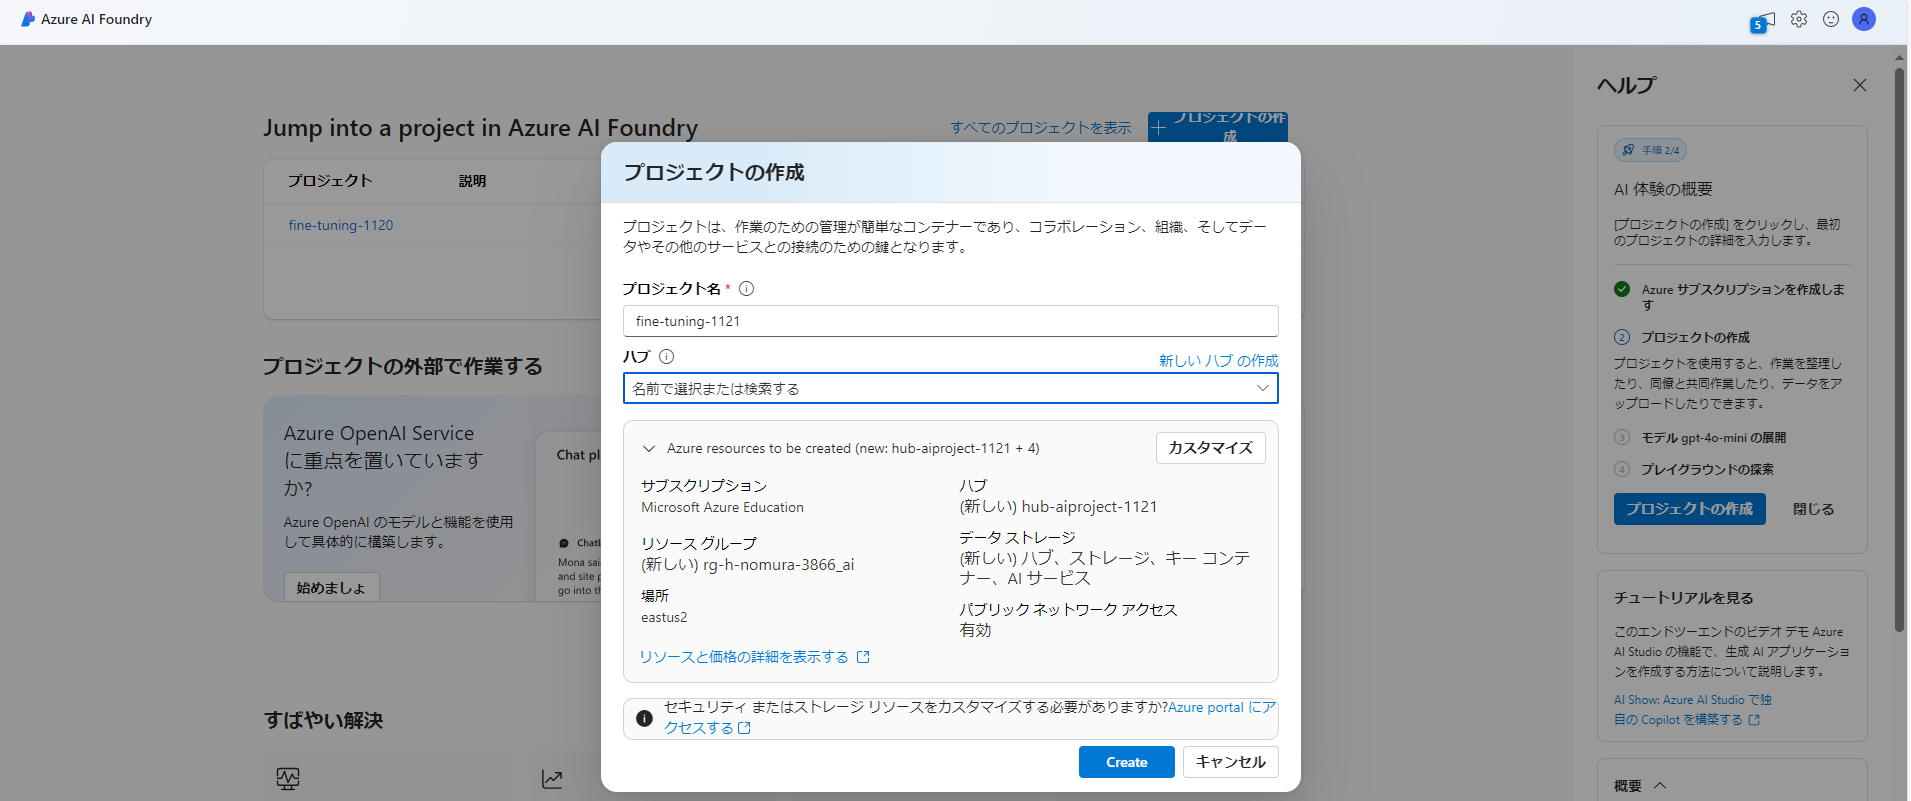 Azure AI Foundry
5
Jump into a project in Azure AI Foundry
すべてのプロジェクトを表示
プロジェクトの作
成
プロジェクト 説明
fine-tuning-1120
プロジェクトの外部で作業する
Azure OpenAI Service
に重点を置いています
か?
Azure OpenAI のモデルと機能を使用
して具体的に構築します。
始めましょ
Chat pl
Chatb
Mona sai
and site p
go into th
すばやい解決
プロジェクトの作成
プロジェクトは、作業のための管理が簡単なコンテナーであり、コラボレーション、組織、そしてデー
タやその他のサービスとの接続のための鍵となります。
プロジェクト名 *
fine-tuning-1121
ハブ
新しい ハブ の作成
名前で選択または検索する
Azure resources to be created (new: hub-aiproject-1121 + 4)
カスタマイズ
サブスクリプション
Microsoft Azure Education
リソース グループ
(新しい) rg-h-nomura-3866_ai
場所
eastus2
ハブ
(新しい) hub-aiproject-1121
データ ストレージ
(新しい) ハブ、ストレージ、キー コンテ
ナー、AI サービス
パブリック ネットワーク アクセス
有効
リソースと価格の詳細を表示する
セキュリティ またはストレージ リソースをカスタマイズする必要がありますか?Azure portal にア
クセスする
Create
キャンセル
ヘルプ
手順 2/4
AI 体験の概要
[プロジェクトの作成] をクリックし、最初
のプロジェクトの詳細を入力します。
Azure サブスクリプションを作成しま
す
2 プロジェクトの作成
プロジェクトを使用すると、作業を整理し
たり、同僚と共同作業したり、データをア
ップロードしたりできます。
3 モデル gpt-4o-mini の展開
4 プレイグラウンドの探索
プロジェクトの作成
閉じる
チュートリアルを見る
このエンドツーエンドのビデオ デモ Azure
AI Studio の機能で、生成 AI アプリケーショ
ンを作成する方法について説明します。
AI Show: Azure AI Studio で独
自の Copilot を構築する
概要